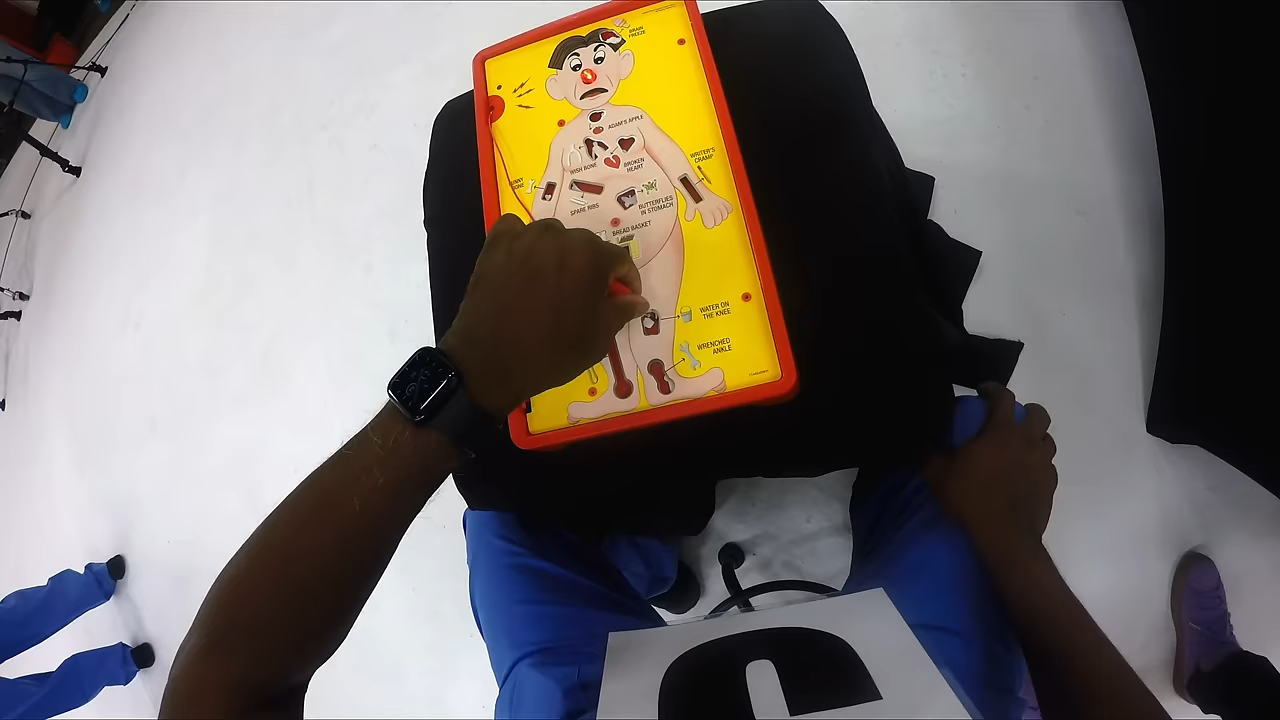 BRAIN
FREEZE
ADAM'S APPLE
WISH BONE
BROKEN
HEART
WRITER'S
CRAMP
BONE
SPARE RIBS
BUTTERFLIES
IN STOMACH
BREAD BASKET
WATER ON
THE KNEE
WRENCHED
ANKLE